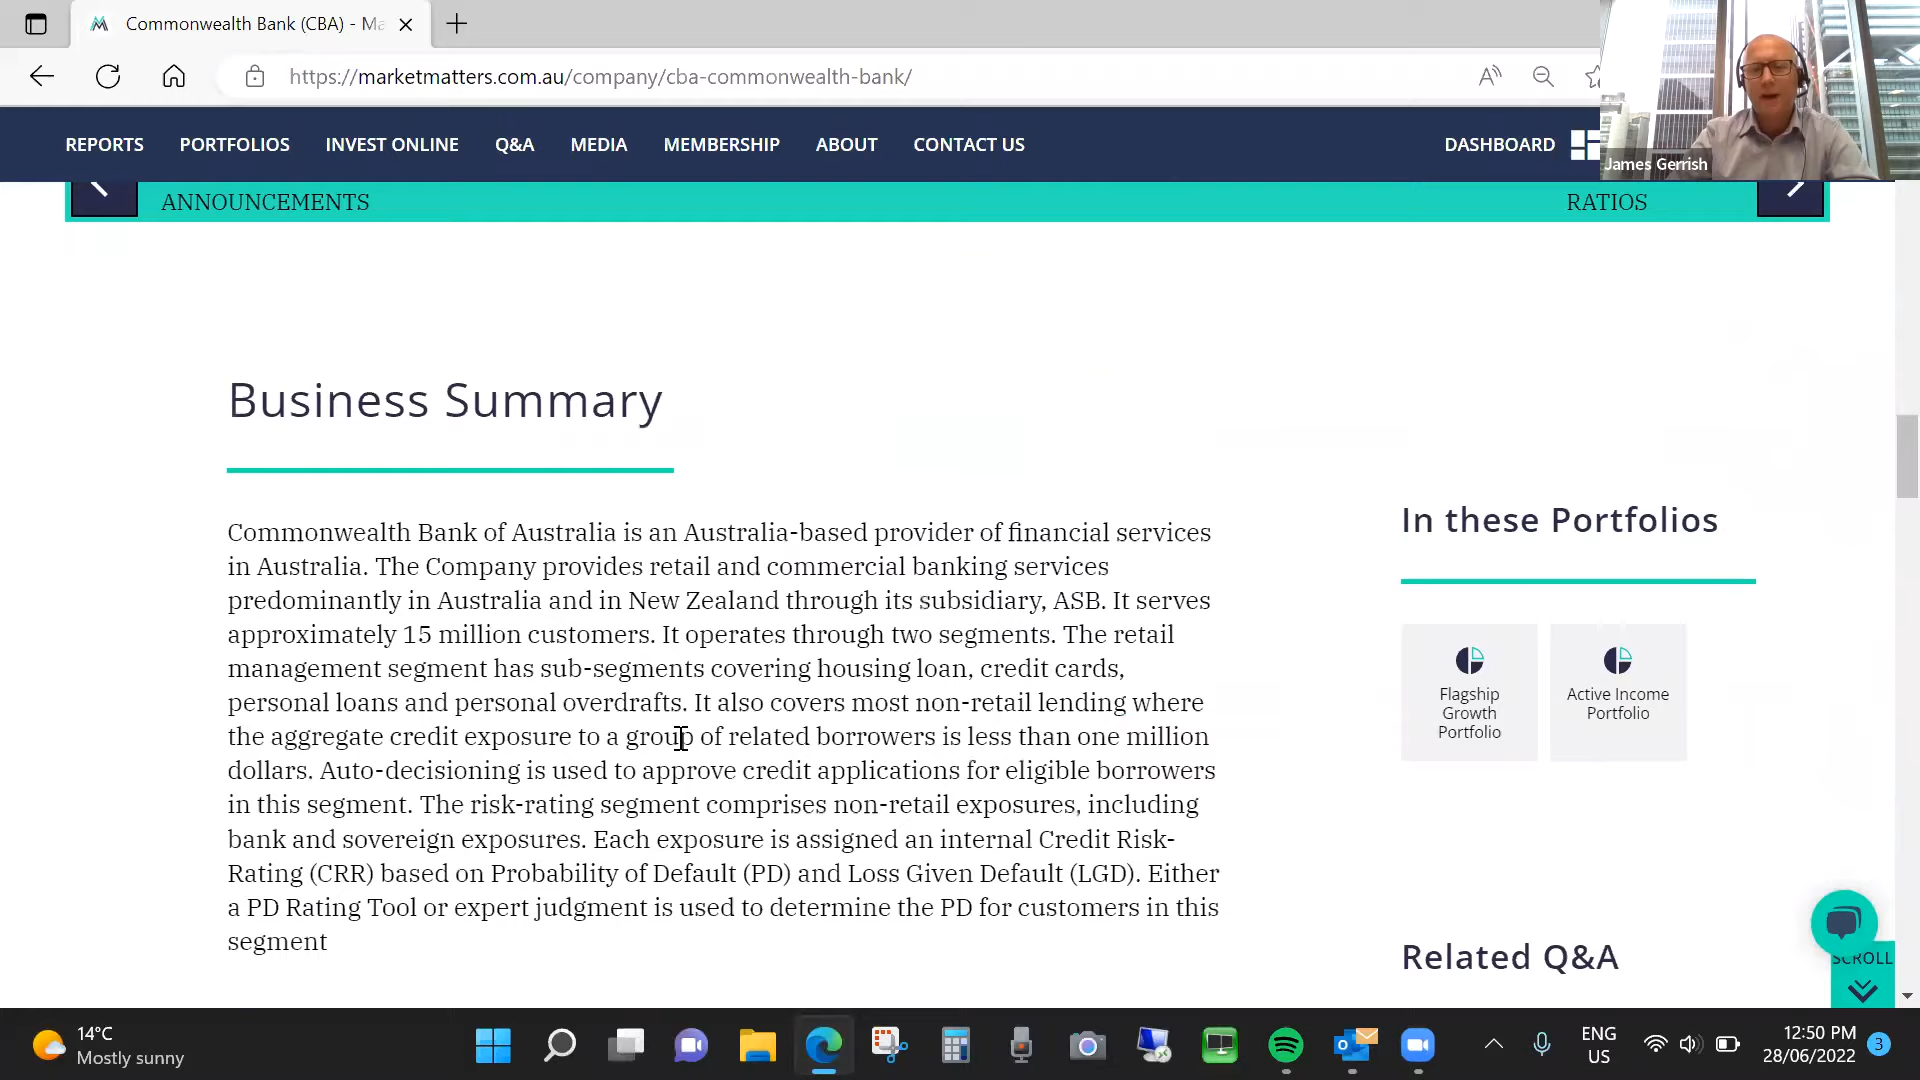 Commonwealth Bank (CBA) - Ma
https://marketmatters.com.au/company/cba-commonwealth-bank/
REPORTS PORTFOLIOS INVEST ONLINE Q&A MEDIA MEMBERSHIP ABOUT CONTACT US DASHBOARD
James Gerrish
ANNOUNCEMENTS RATIOS
Business Summary
Commonwealth Bank of Australia is an Australia-based provider of financial services
in Australia. The Company provides retail and commercial banking services
predominantly in Australia and in New Zealand through its subsidiary, ASB. It serves
approximately 15 million customers. It operates through two segments. The retail
management segment has sub-segments covering housing loan, credit cards,
personal loans and personal overdrafts. It also covers most non-retail lending where
the aggregate credit exposure to a group of related borrowers is less than one million
dollars. Auto-decisioning is used to approve credit applications for eligible borrowers
in this segment. The risk-rating segment comprises non-retail exposures, including
bank and sovereign exposures. Each exposure is assigned an internal Credit Risk-
Rating (CRR) based on Probability of Default (PD) and Loss Given Default (LGD). Either
a PD Rating Tool or expert judgment is used to determine the PD for customers in this
segment
In these Portfolios
Flagship
Growth
Portfolio
Active Income
Portfolio
Related Q&A
SCROLL
14°C
Mostly sunny
ENG
US
12:50 PM
28/06/2022
3